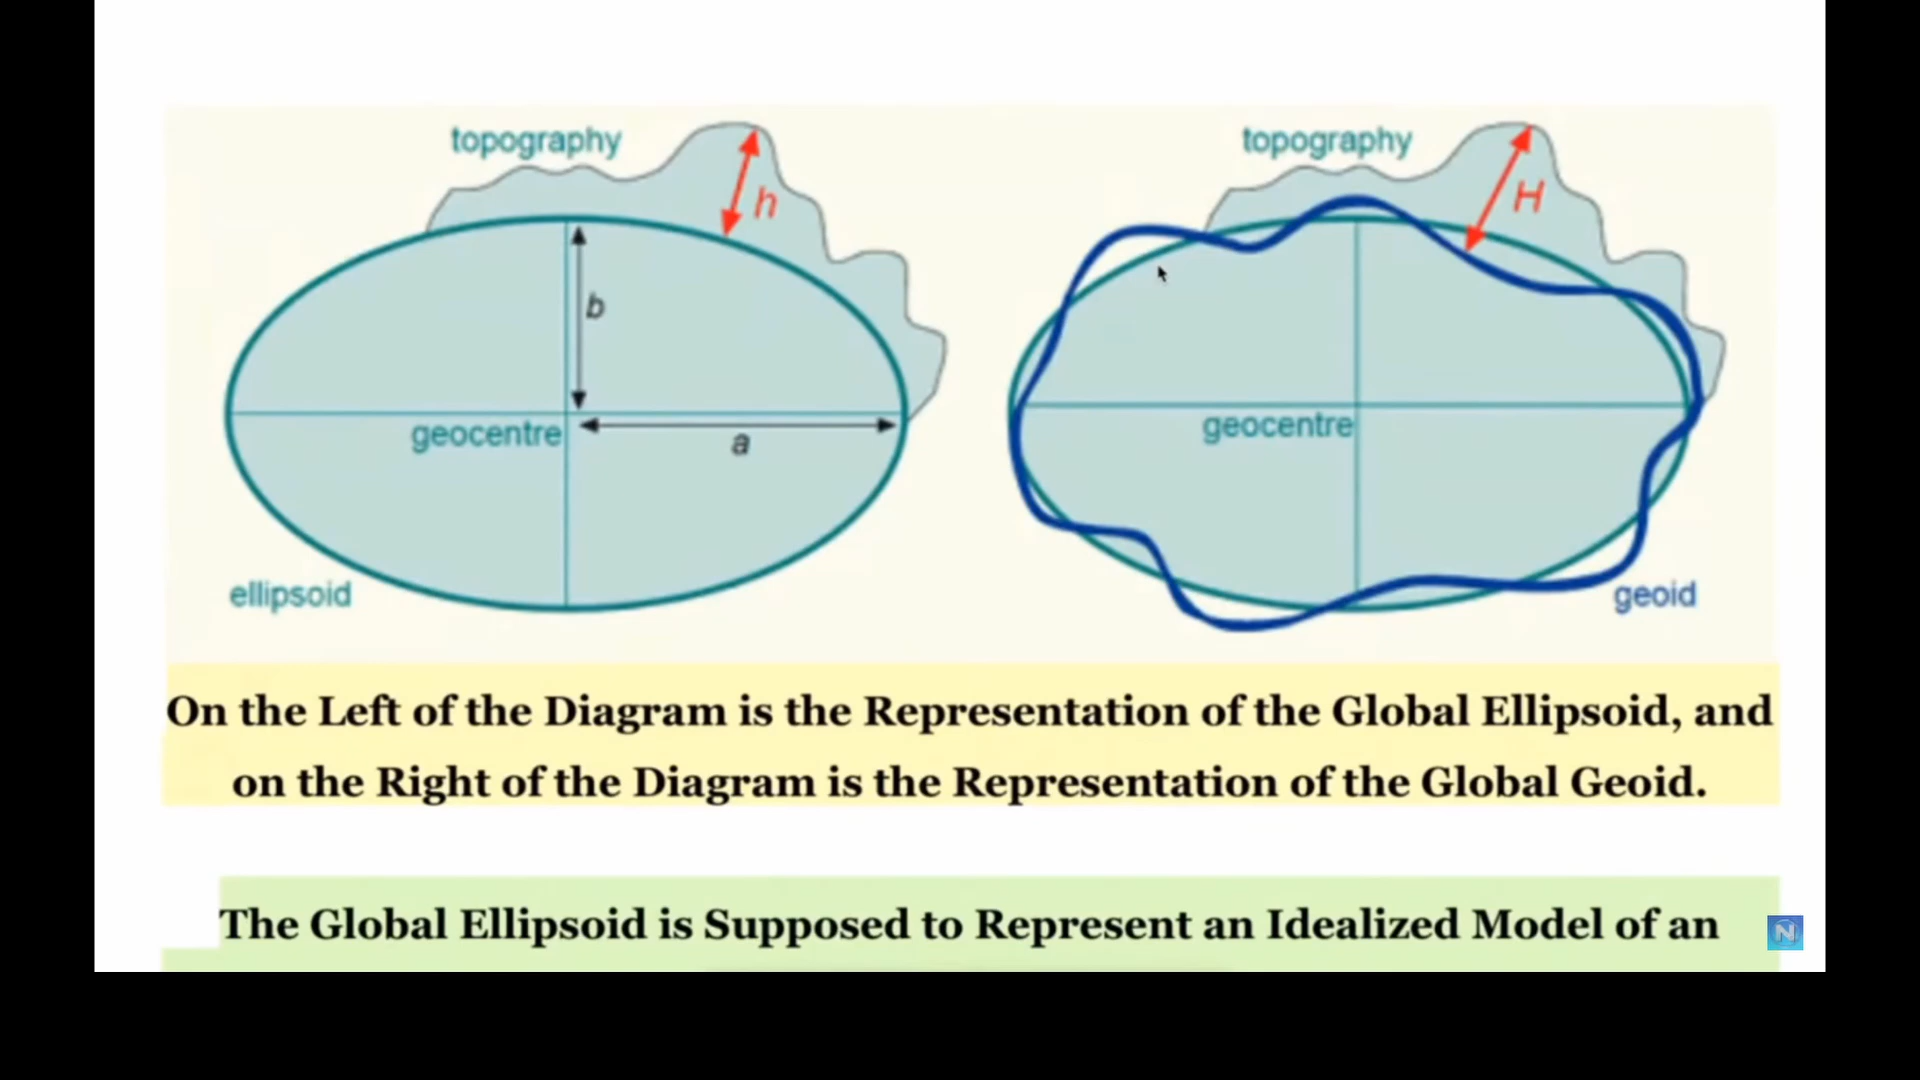 topography
h
b
geocentre
a
ellipsoid
topography
H
geocentre
geoid
On the Left of the Diagram is the Representation of the Global Ellipsoid, and
on the Right of the Diagram is the Representation of the Global Geoid.
The Global Ellipsoid is Supposed to Represent an Idealized Model of an
N